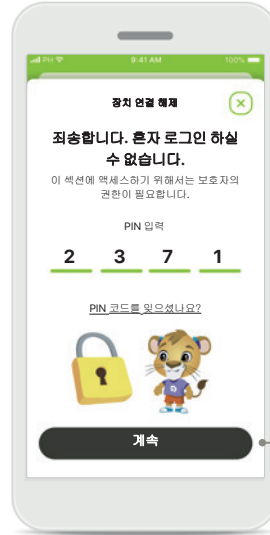 PH 9:41 AM 100%
장치 연결 해제
죄송합니다. 혼자 로그인 하실
수 없습니다.
이 섹션에 액세스하기 위해서는 보호자의
권한이 필요합니다.
PIN 입력
2 3 7 1
PIN 코드를 잊으셨나요?
계속